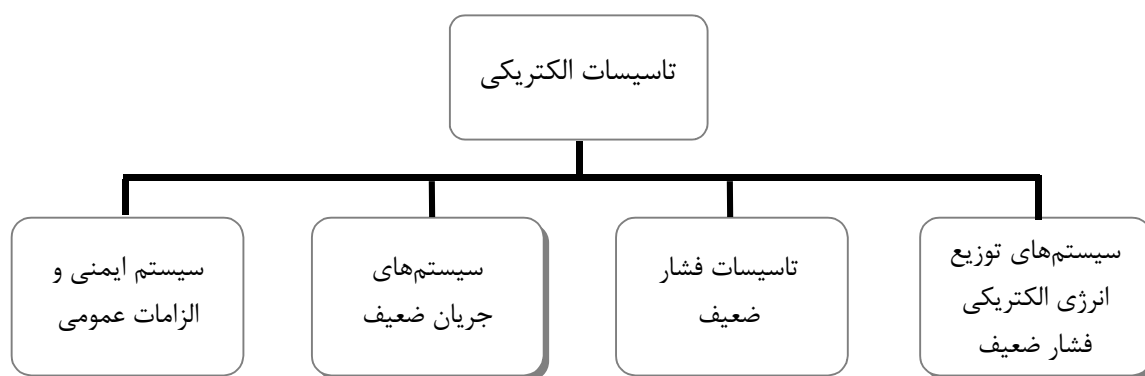 تاسیسات الکتریکی
سیستم‌های توزیع
انرژی الکتریکی
فشار ضعیف
تاسیسات فشار
ضعیف
سیستم‌های
جریان ضعیف
سیستم ایمنی و
الزامات عمومی